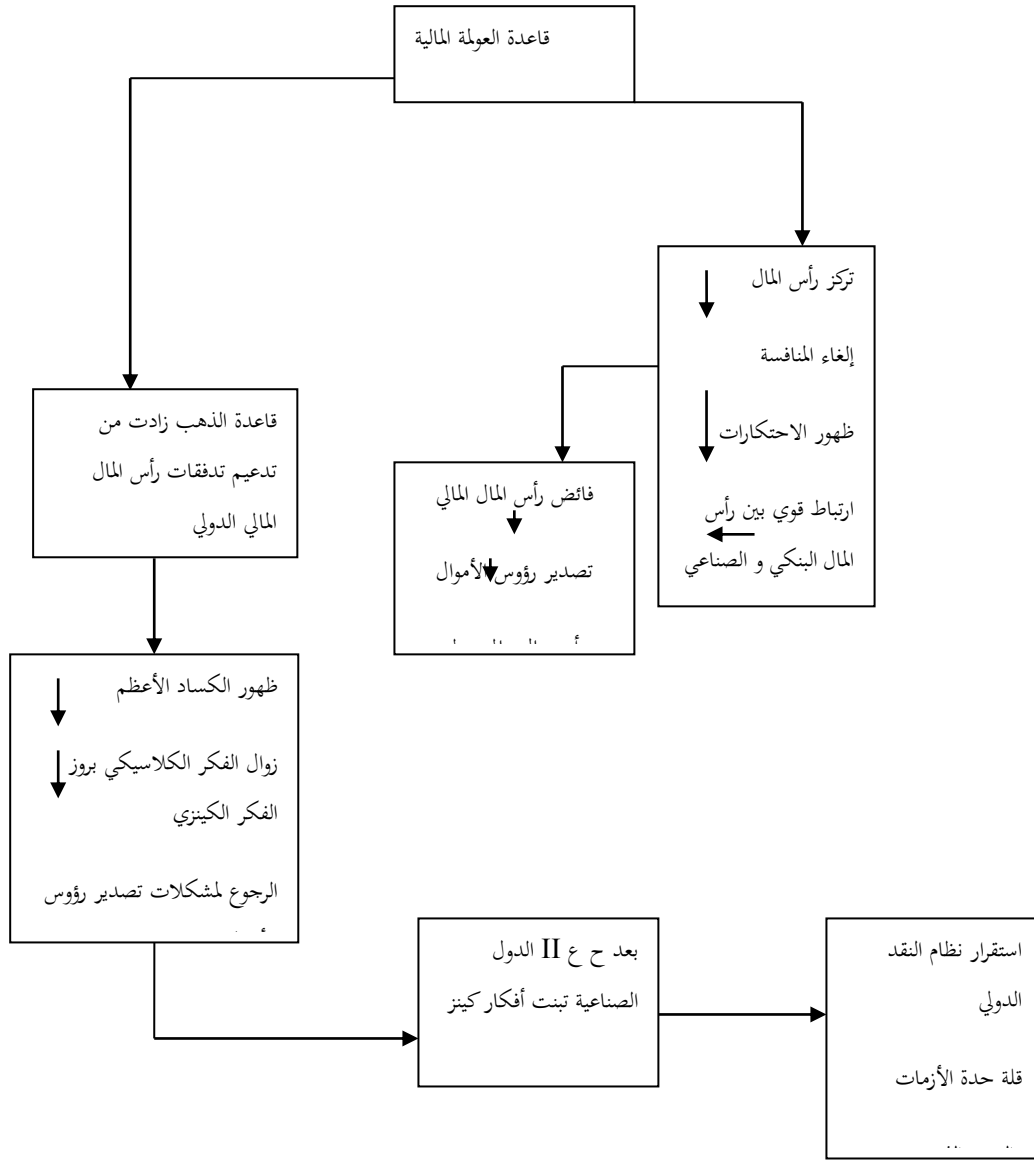 قاعدة العولمة المالية
تركز رأس المال
إلغاء المنافسة
ظهور الاحتكارات
ارتباط قوي بين رأس
المال البنكي و الصناعي
فائض رأس المال المالي
تصدير رؤوس الأموال
قاعدة الذهب زادت من
تدعيم تدفقات رأس المال
المالي الدولي
ظهور الكساد الأعظم
زوال الفكر الكلاسيكي بروز
الفكر الكينزي
الرجوع لمشكلات تصدير رؤوس
بعد ح ع II الدول
الصناعية تبنت أفكار كينز
استقرار نظام النقد
الدولي
قلة حدة الأزمات